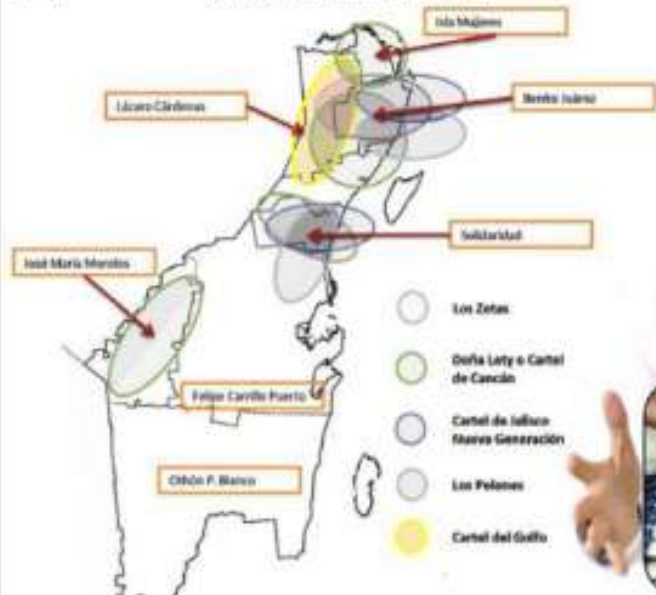 Isla Mujeres
Lázaro Cárdenas
Benito Juárez
Solidaridad
José María Morelos
Los Zetas
Doña Lety o Cartel
de Cancún
Felipe Carrillo Puerto
Cartel de Jalisco
Nueva Generación
Othón P. Blanco
Los Pelones
Cartel del Golfo